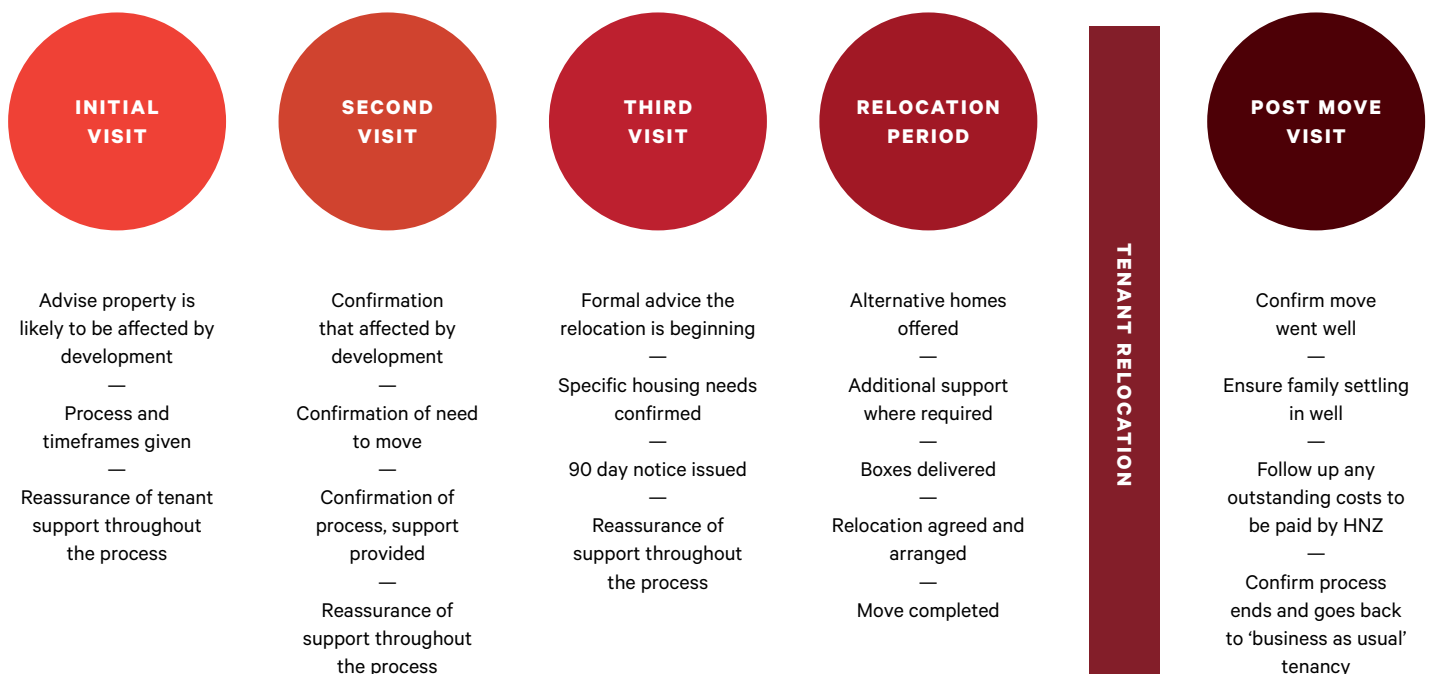 INITIAL
VISIT
Advise property is
likely to be affected by
development
—
Process and
timeframes given
—
Reassurance of tenant
support throughout
the process
SECOND
VISIT
Confirmation
that affected by
development
—
Confirmation of need
to move
—
Confirmation of
process, support
provided
—
Reassurance of
support throughout
the process
THIRD
VISIT
Formal advice the
relocation is beginning
—
Specific housing needs
confirmed
—
90 day notice issued
—
Reassurance of
support throughout
the process
RELOCATION
PERIOD
Alternative homes
offered
—
Additional support
where required
—
Boxes delivered
—
Relocation agreed and
arranged
—
Move completed
TENANT RELOCATION
POST MOVE
VISIT
Confirm move
went well
—
Ensure family settling
in well
—
Follow up any
outstanding costs to
be paid by HNZ
—
Confirm process
ends and goes back
to ‘business as usual’
tenancy